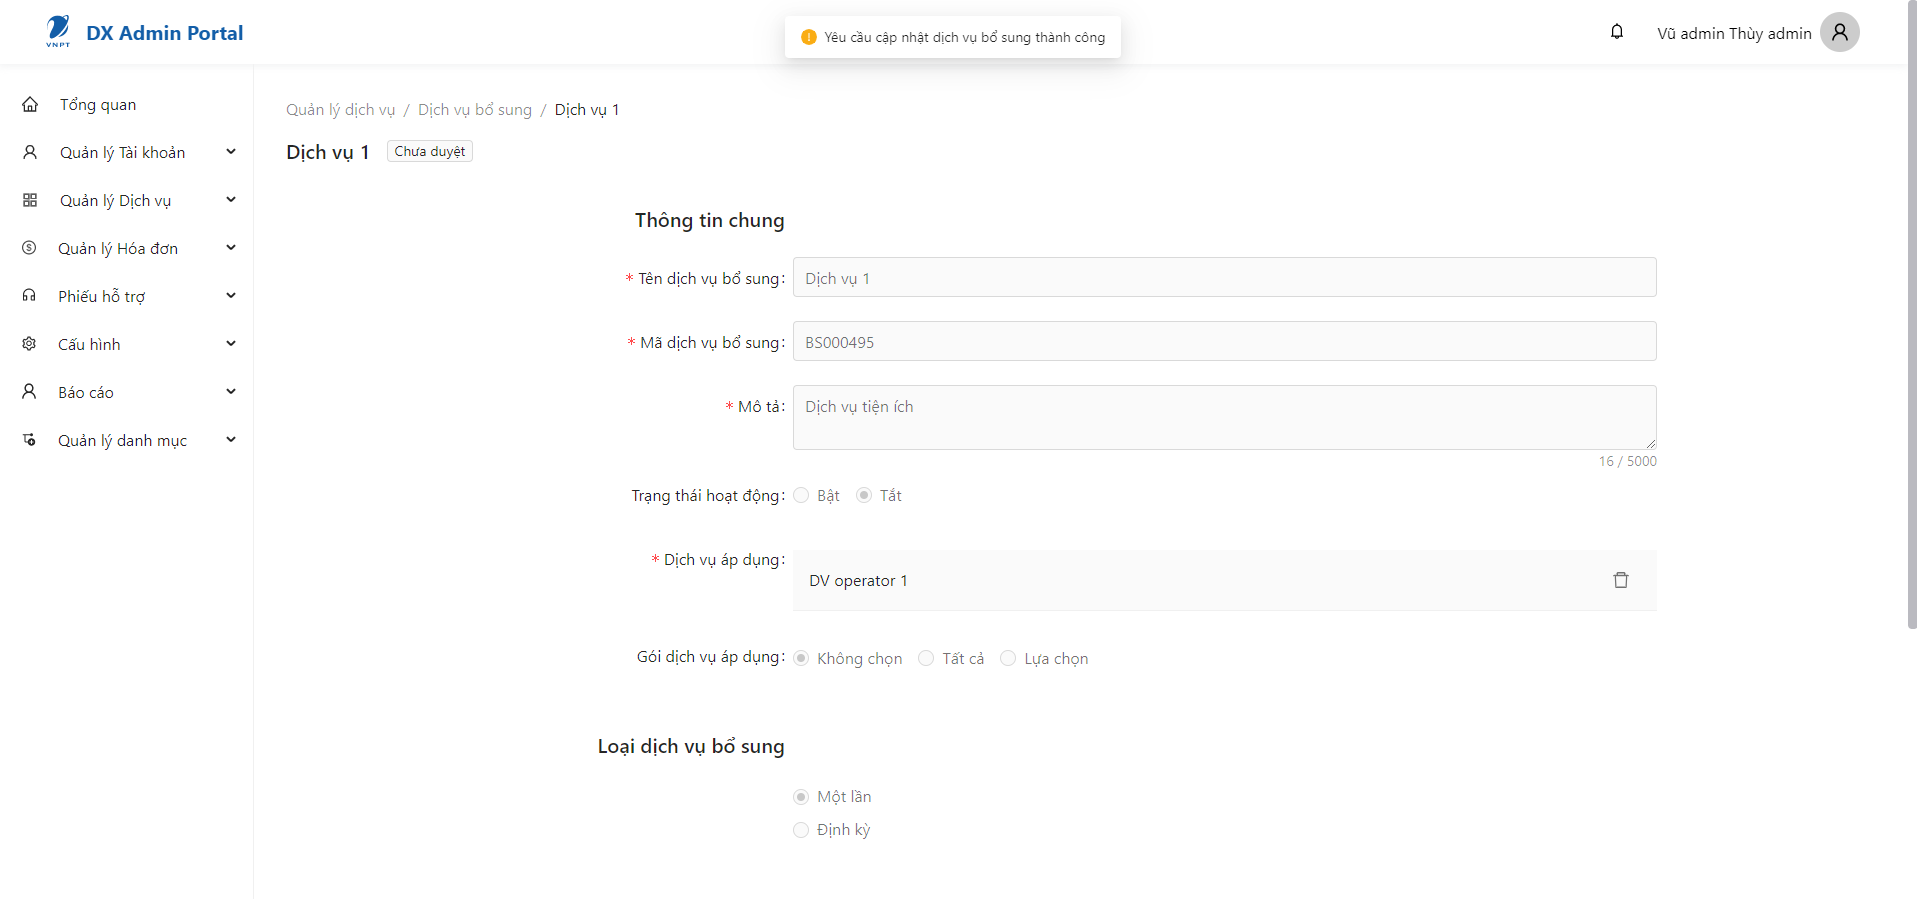 VNPT
DX Admin Portal
Yêu cầu cập nhật dịch vụ bổ sung thành công
Vũ admin Thùy admin
Tổng quan
Quản lý Tài khoản
Quản lý Dịch vụ
Quản lý Hóa đơn
Phiếu hỗ trợ
Cấu hình
Báo cáo
Quản lý danh mục
Quản lý dịch vụ / Dịch vụ bổ sung / Dịch vụ 1
Dịch vụ 1 Chưa duyệt
Thông tin chung
* Tên dịch vụ bổ sung: Dịch vụ 1
* Mã dịch vụ bổ sung: BS000495
* Mô tả: Dịch vụ tiện ích
16 / 5000
Trạng thái hoạt động: Bật Tắt
* Dịch vụ áp dụng: DV operator 1
Gói dịch vụ áp dụng: Không chọn Tất cả Lựa chọn
Loại dịch vụ bổ sung
Một lần
Định kỳ